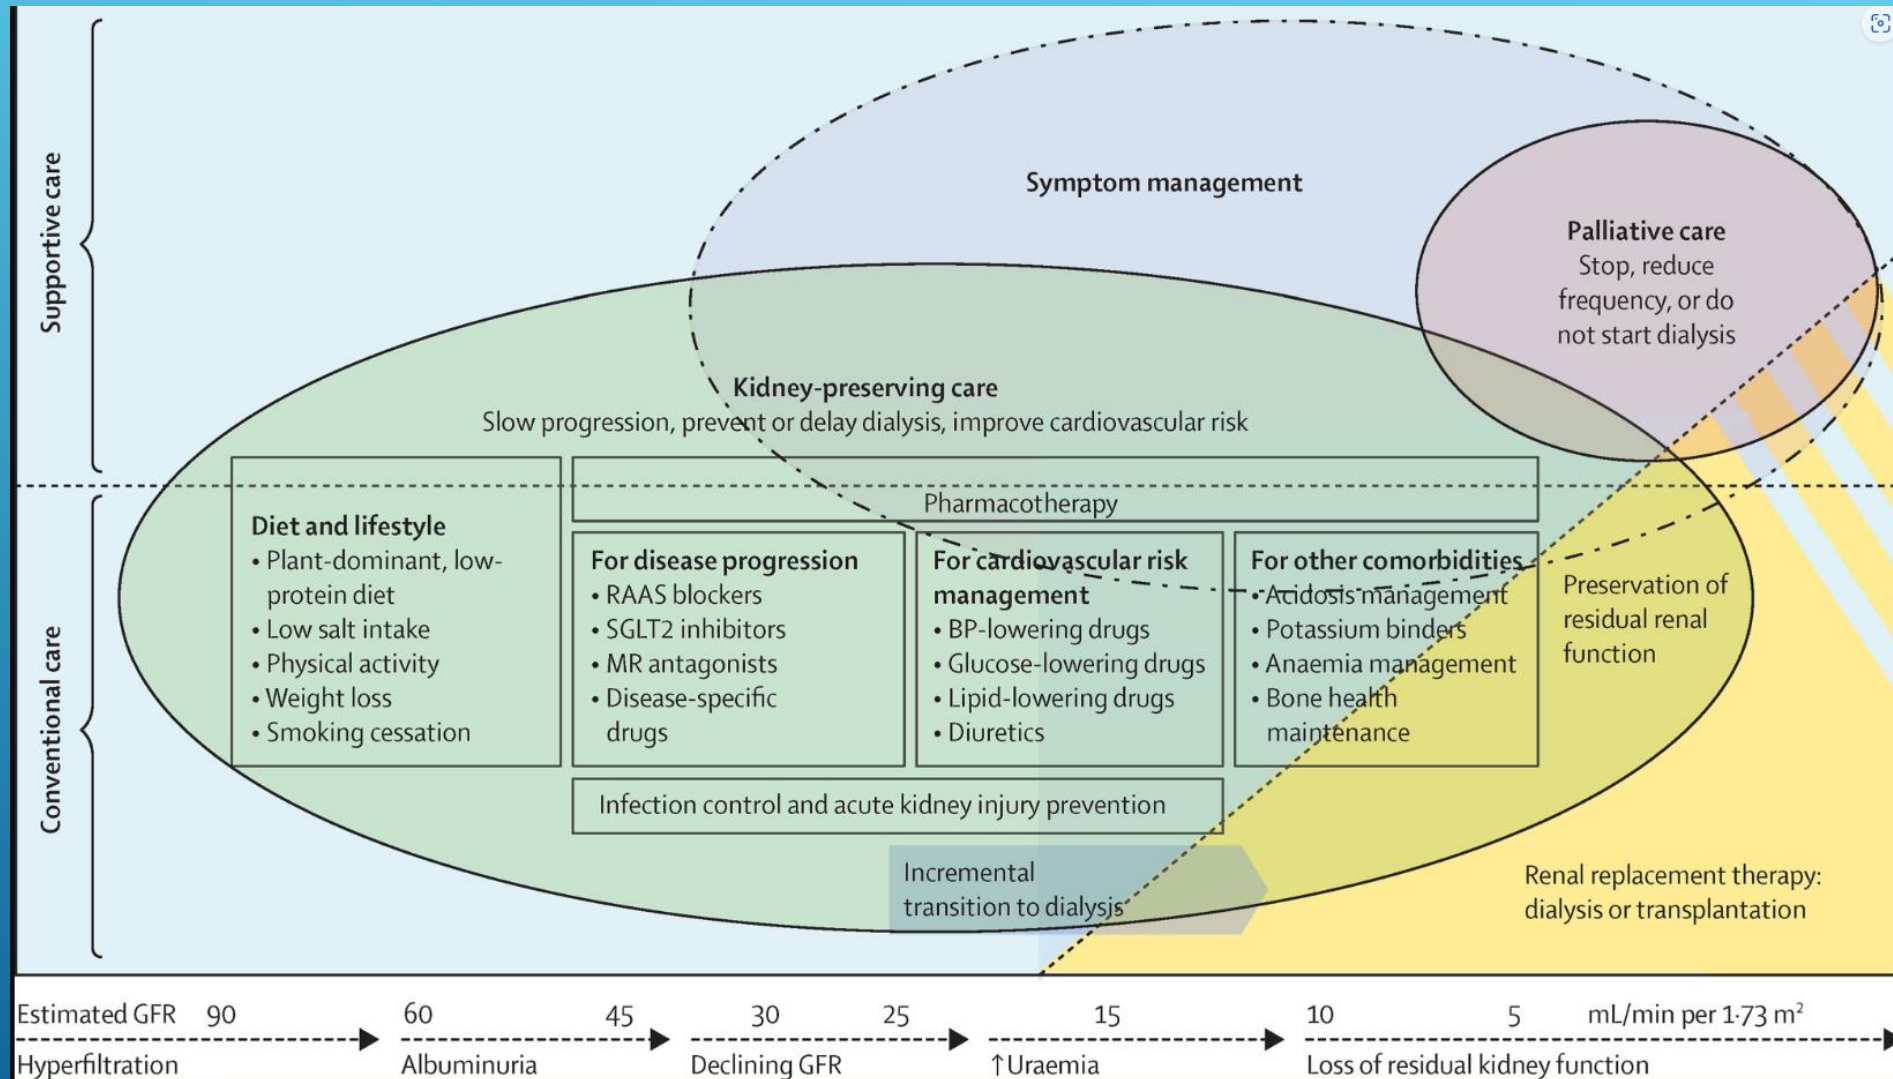 Supportive care
Symptom management
Palliative care
Stop, reduce
frequency, or do
not start dialysis
Kidney-preserving care
Slow progression, prevent or delay dialysis, improve cardiovascular risk
Conventional care
Pharmacotherapy
Diet and lifestyle
• Plant-dominant, low-
protein diet
• Low salt intake
• Physical activity
• Weight loss
• Smoking cessation
For disease progression
• RAAS blockers
• SGLT2 inhibitors
• MR antagonists
• Disease-specific
drugs
For cardiovascular risk
management
• BP-lowering drugs
• Glucose-lowering drugs
• Lipid-lowering drugs
• Diuretics
For other comorbidities
• Acidosis management
• Potassium binders
• Anaemia management
• Bone health
maintenance
Preservation of
residual renal
function
Infection control and acute kidney injury prevention
Incremental
transition to dialysis
Renal replacement therapy:
dialysis or transplantation
Estimated GFR 90 60 45 30 25 15 10 5 mL/min per 1·73 m²
Hyperfiltration Albuminuria Declining GFR ↑Uraemia Loss of residual kidney function